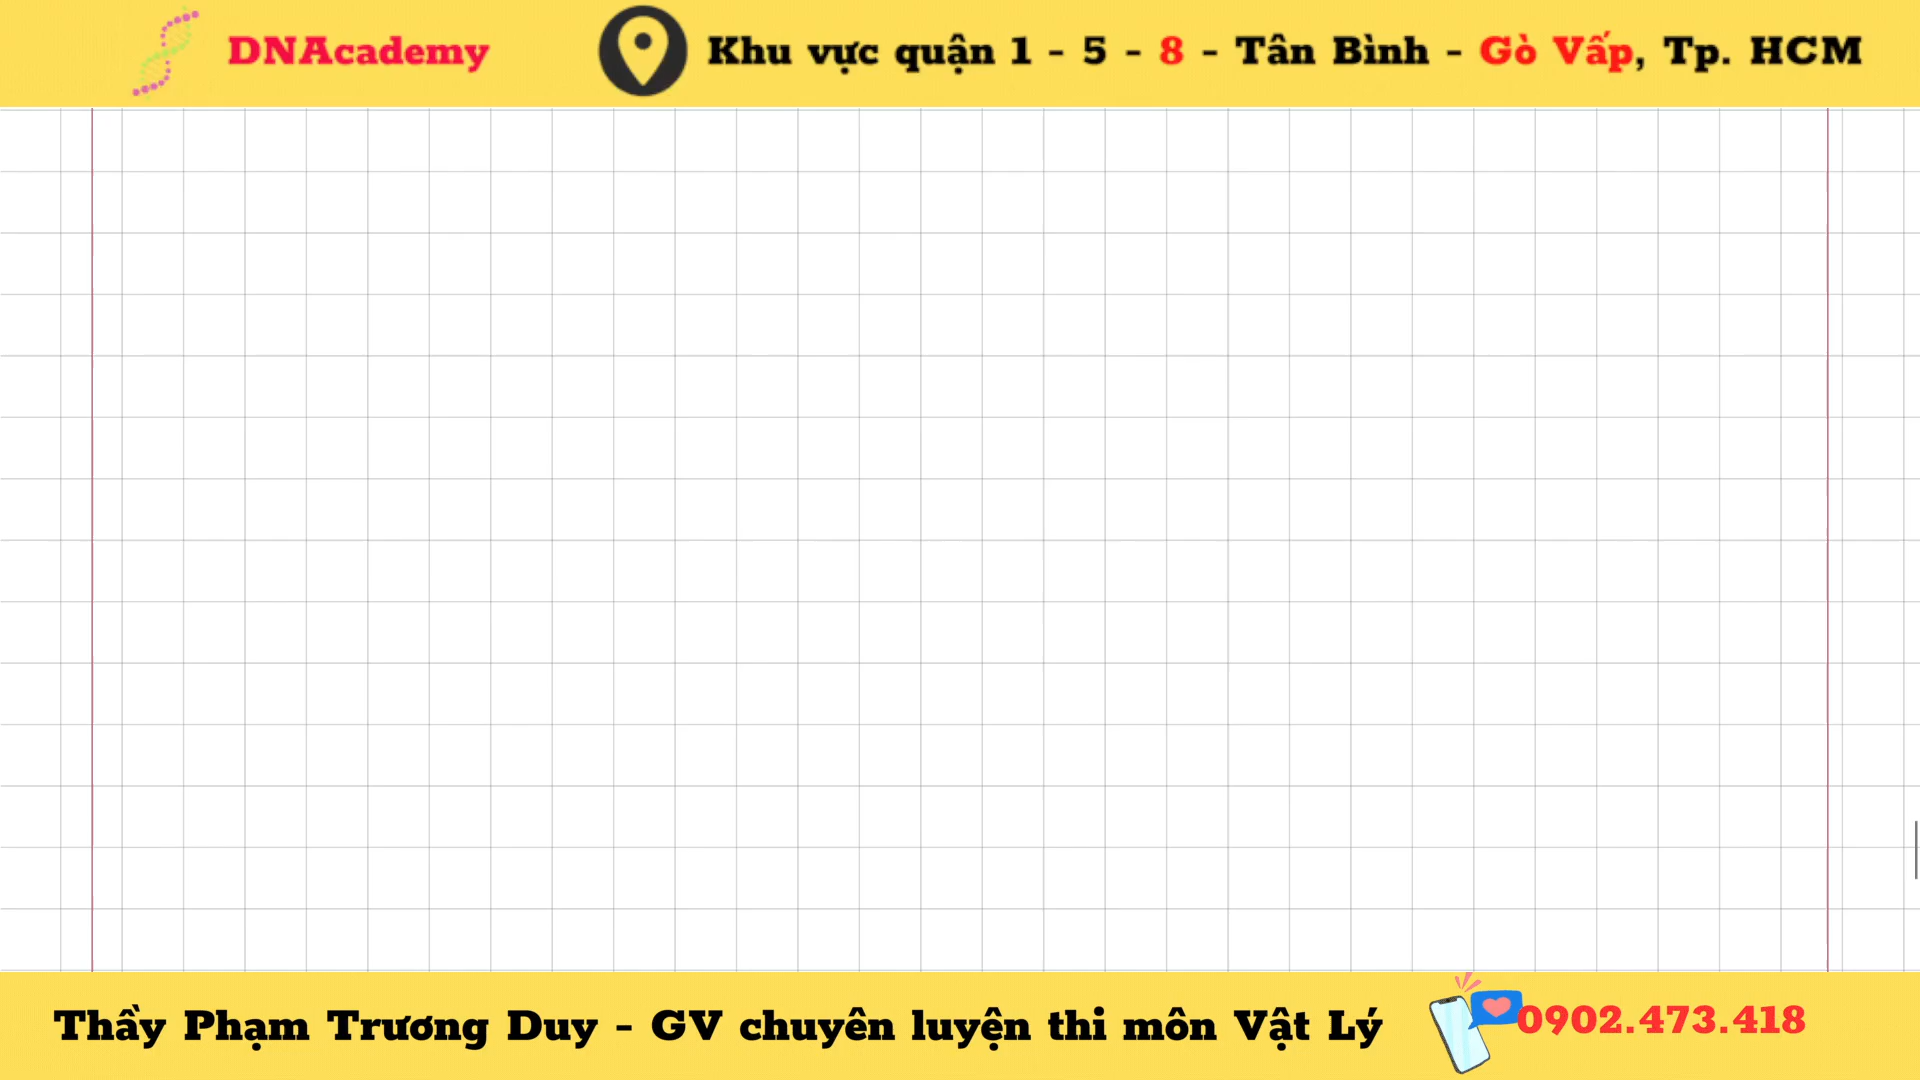 DNAcademy
Khu vực quận 1 - 5 - 8 - Tân Bình - Gò Vấp, Tp. HCM
Thầy Phạm Trương Duy - GV chuyên luyện thi môn Vật Lý
0902.473.418